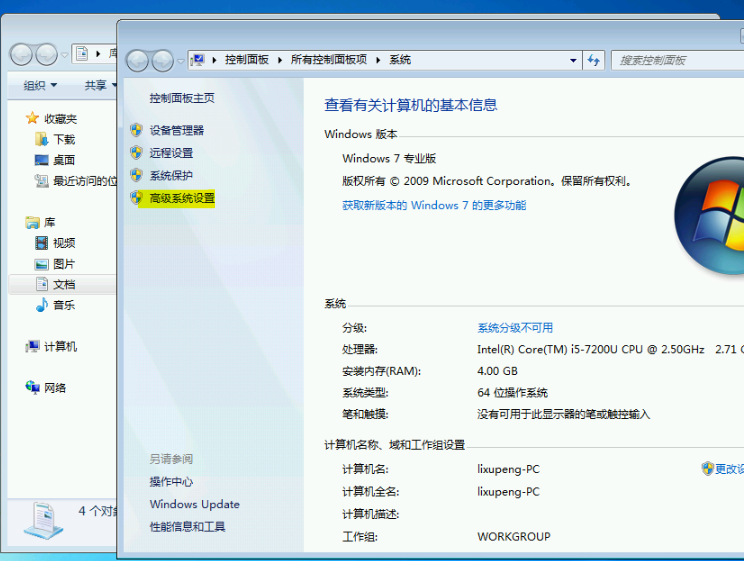 控制面板 所有控制面板项 系统
搜索控制面板
组织 共享
收藏夹
下载
桌面
最近访问的位
库
视频
图片
文档
音乐
计算机
网络
4 个对
控制面板主页
设备管理器
远程设置
系统保护
高级系统设置
另请参阅
操作中心
Windows Update
性能信息和工具
查看有关计算机的基本信息
Windows 版本
Windows 7 专业版
版权所有 © 2009 Microsoft Corporation。保留所有权利。
获取新版本的 Windows 7 的更多功能
系统
分级: 系统分级不可用
处理器: Intel(R) Core(TM) i5-7200U CPU @ 2.50GHz 2.71
安装内存(RAM): 4.00 GB
系统类型: 64 位操作系统
笔和触摸: 没有可用于此显示器的笔或触控输入
计算机名称、域和工作组设置
计算机名: lixupeng-PC 更改设
计算机全名: lixupeng-PC
计算机描述:
工作组: WORKGROUP